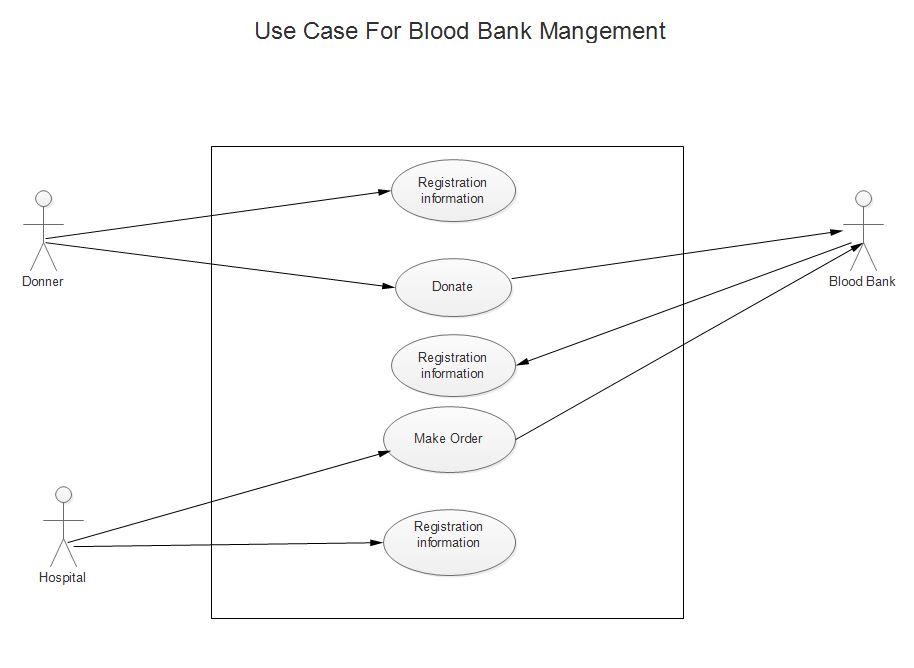 Use Case For Blood Bank Mangement
Registration
information
Donner
Donate
Blood Bank
Registration
information
Make Order
Registration
information
Hospital